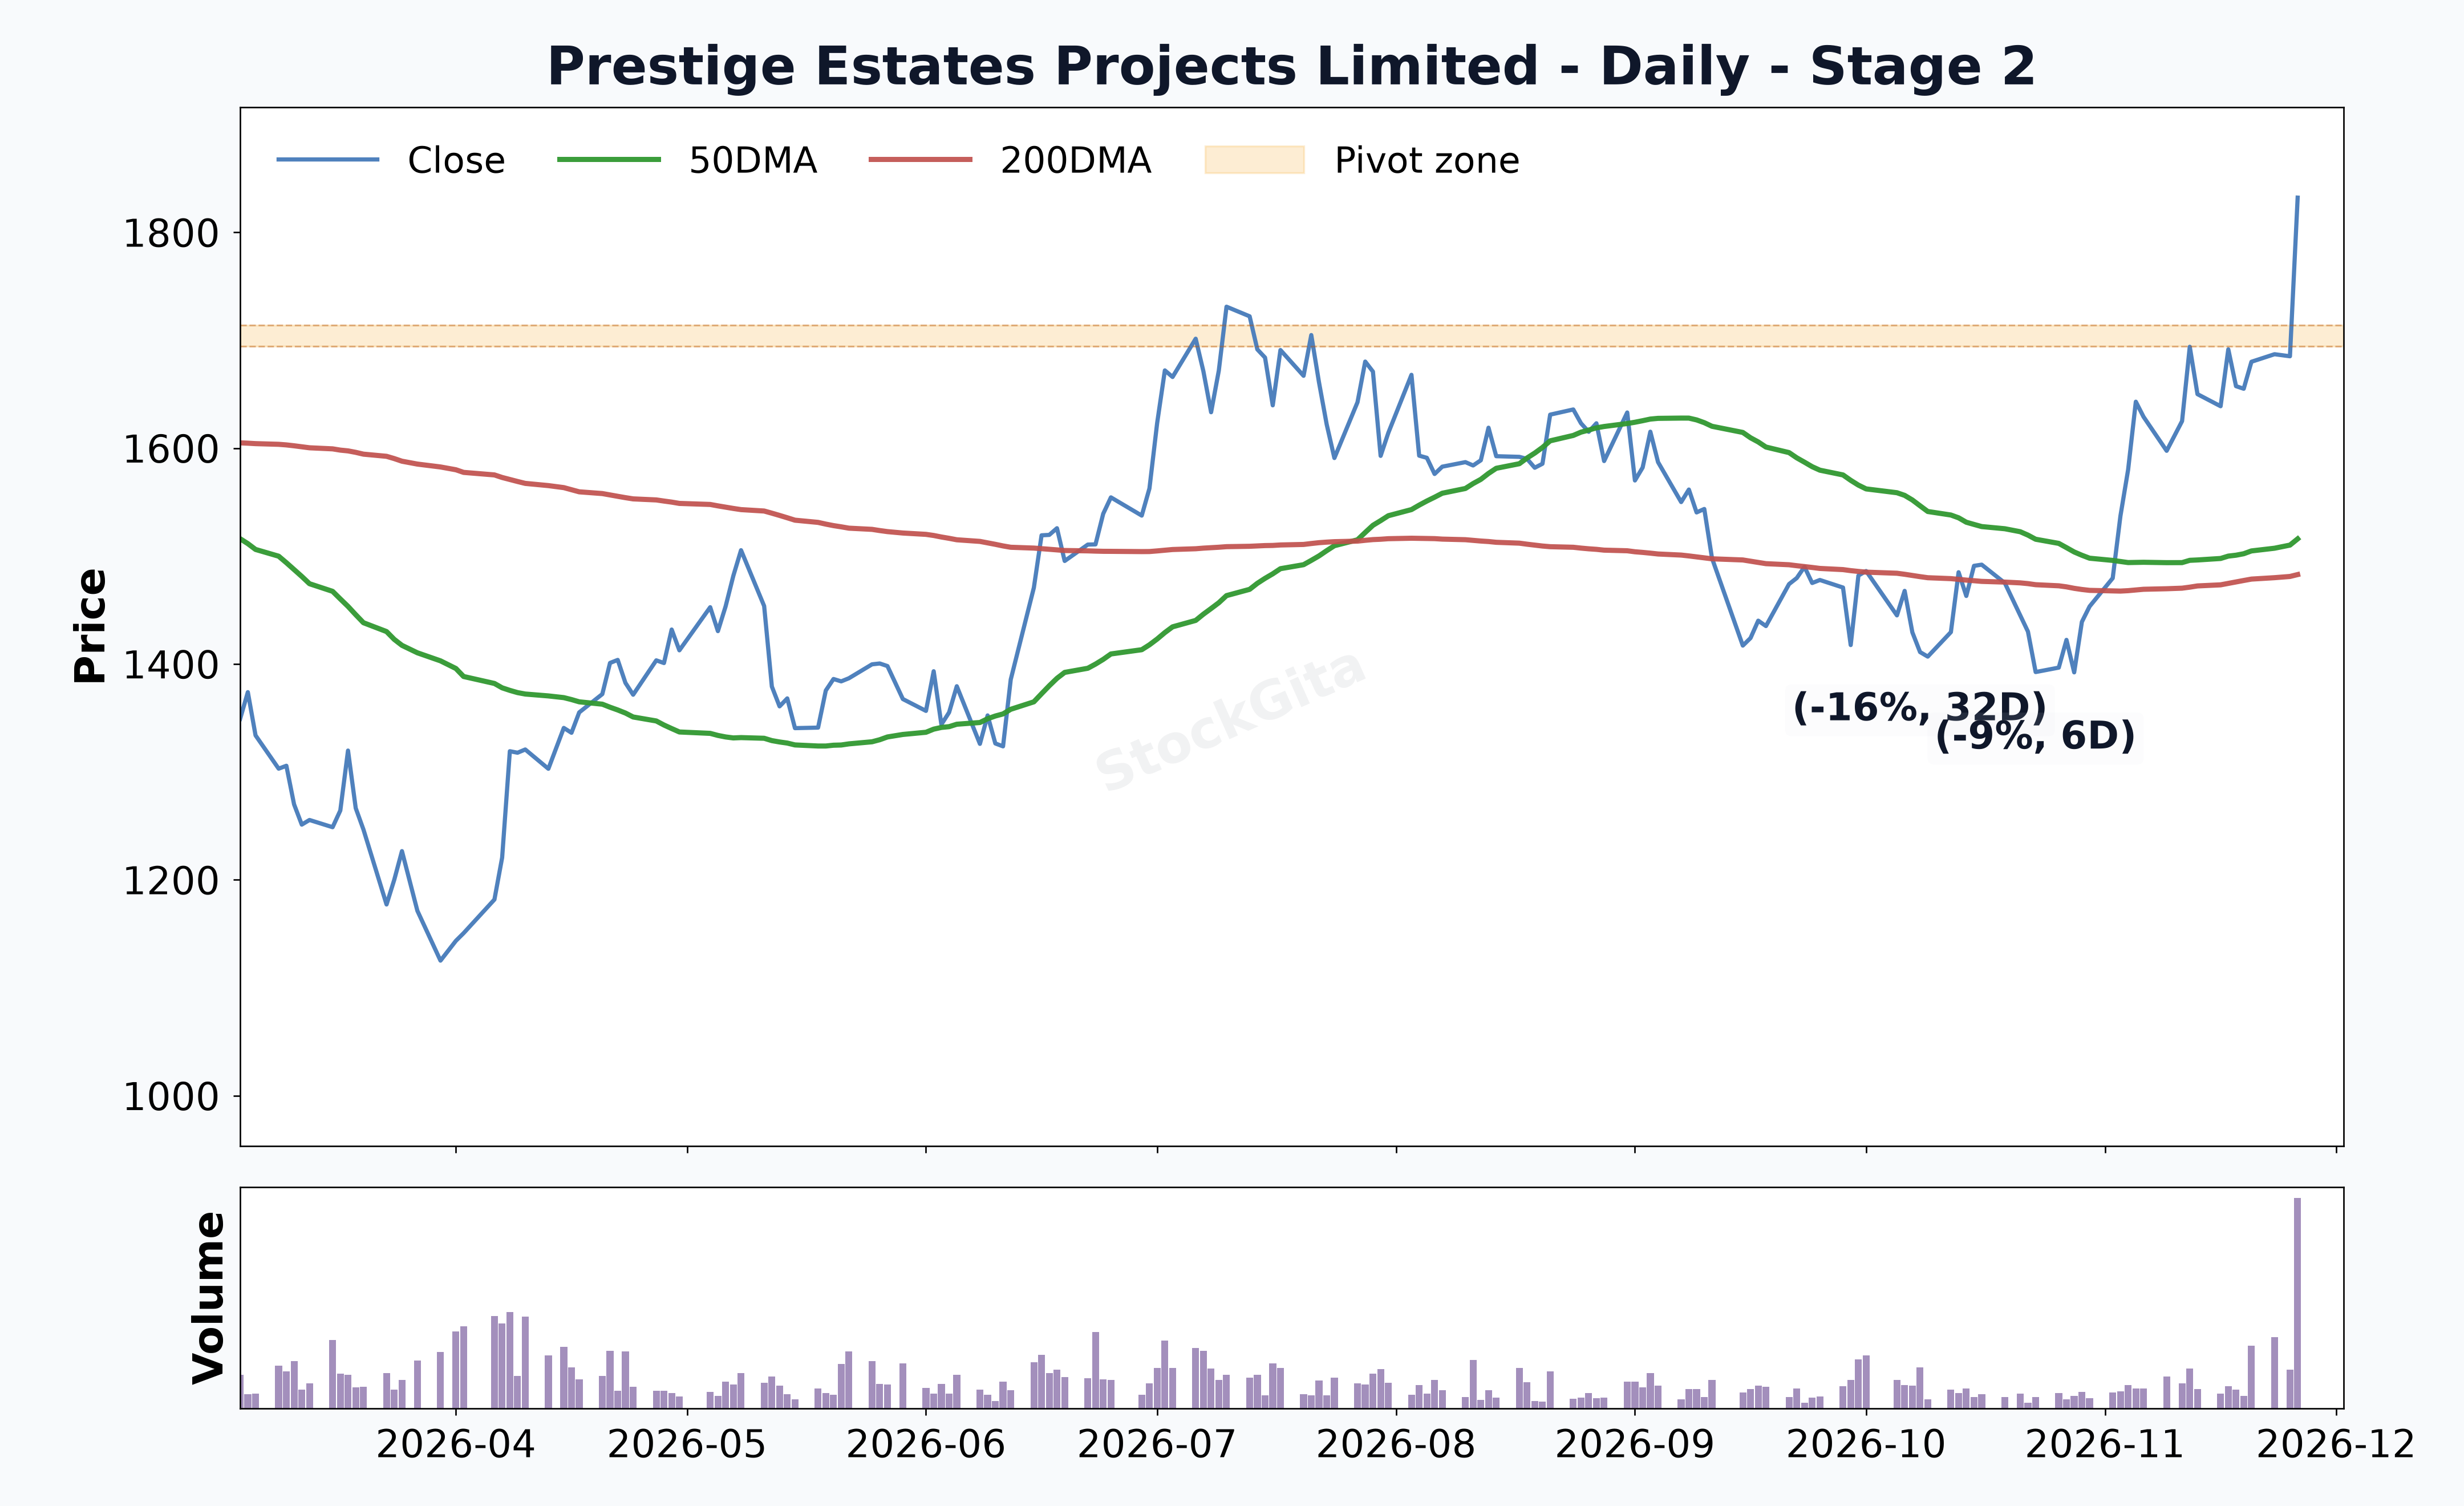 Prestige Estates Projects Limited - Daily - Stage 2
Close 50DMA 200DMA Pivot zone
1800
1600
1400
1200
1000
Price
StockGita
(-16%, 32D)
(-9%, 6D)
Volume
2026-04 2026-05 2026-06 2026-07 2026-08 2026-09 2026-10 2026-11 2026-12